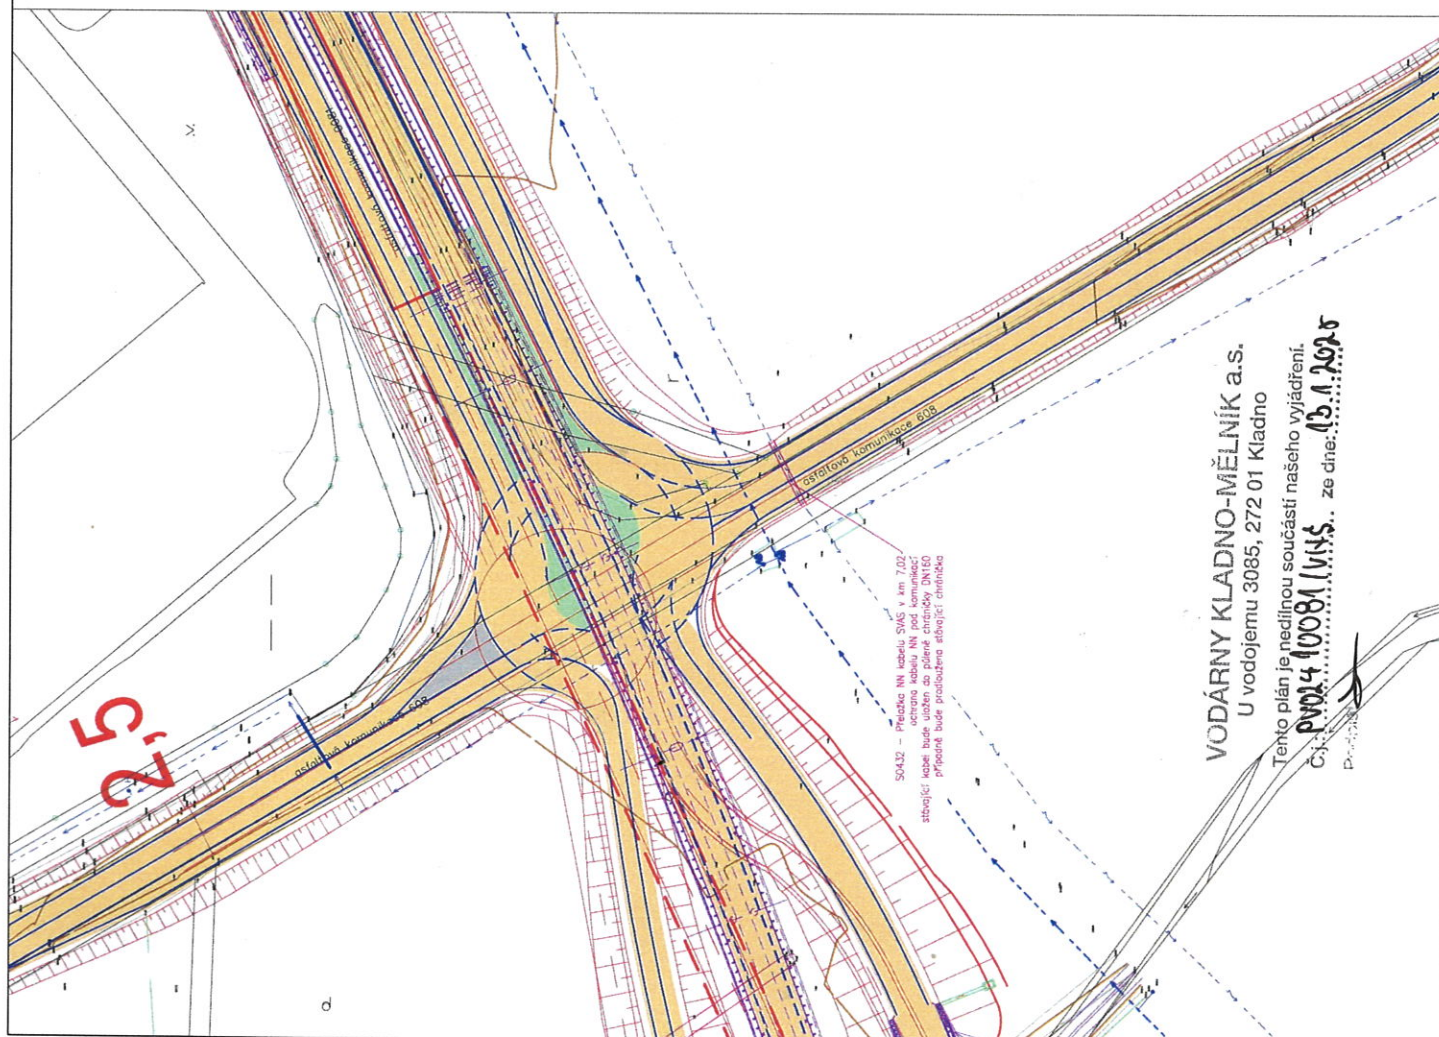 asfaltová komunikace 0081
asfaltová komunikace 608
asfaltová komunikace 608
2,5
SO432 – Přeložka NN kabelu SVAS v km 7,02
ochrana kabelu NN pod komunikací
stávající kabel bude uložen do půlené chráničky DN160
případně bude prodloužena stávající chránička
VODÁRNY KLADNO-MĚLNÍK a.s.
U vodojemu 3085, 272 01 Kladno
Tento plán je nedílnou součástí našeho vyjádření.
Č.j.: ze dne: 13.1.2025